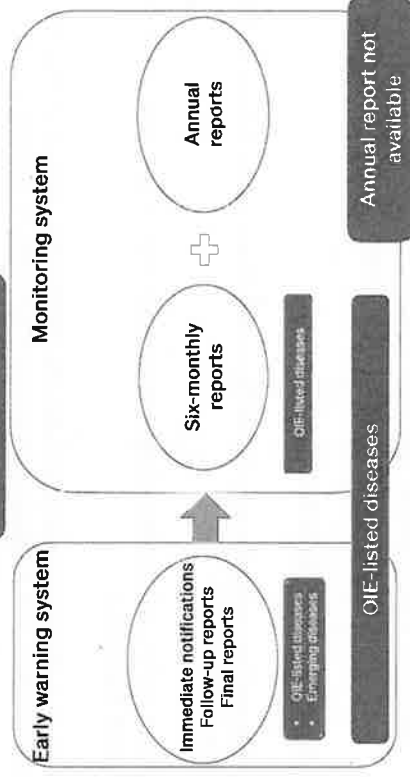 Early warning system
Immediate notifications
Follow-up reports
Final reports
• OIE-listed diseases
• Emerging diseases
Monitoring system
Six-monthly
reports
OIE-listed diseases
Annual
reports
OIE-listed diseases
Annual report not
available